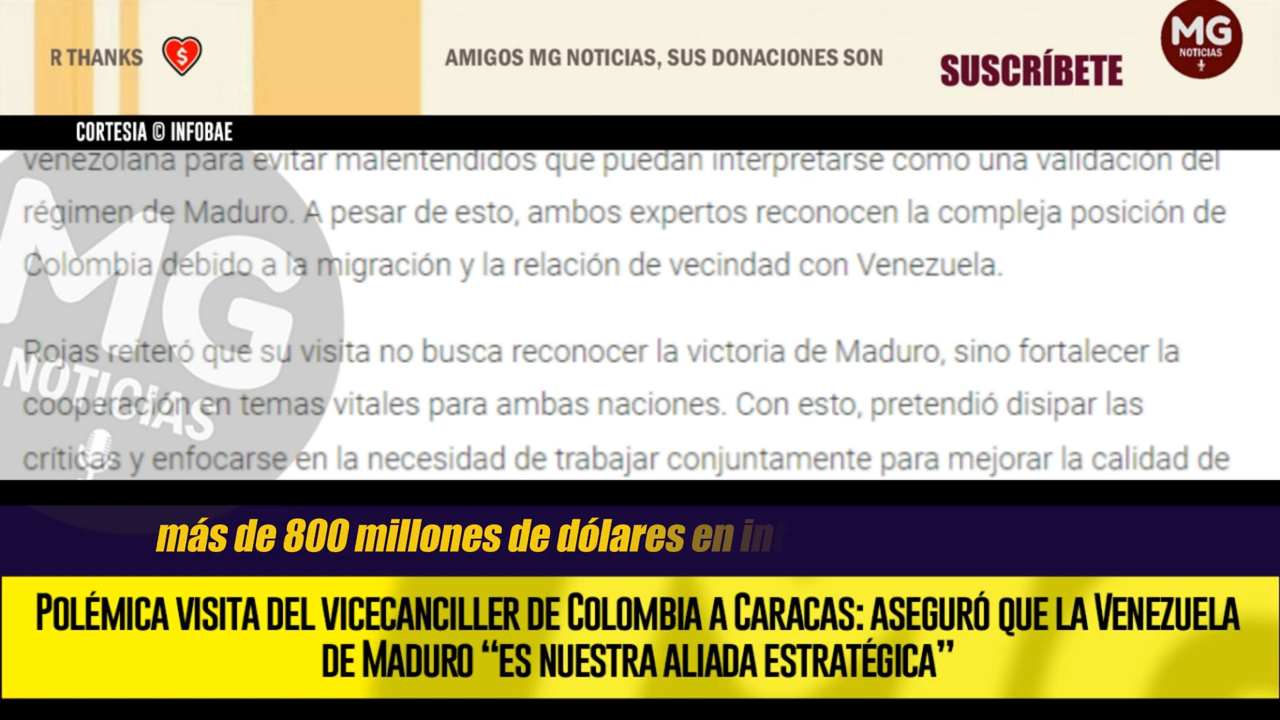 R THANKS
AMIGOS MG NOTICIAS, SUS DONACIONES SON
SUSCRÍBETE
MG
NOTICIAS
CORTESIA © INFOBAE
venezolana para evitar malentendidos que puedan interpretarse como una validación del
régimen de Maduro. A pesar de esto, ambos expertos reconocen la compleja posición de
Colombia debido a la migración y la relación de vecindad con Venezuela.
Rojas reiteró que su visita no busca reconocer la victoria de Maduro, sino fortalecer la
cooperación en temas vitales para ambas naciones. Con esto, pretendió disipar las
críticas y enfocarse en la necesidad de trabajar conjuntamente para mejorar la calidad de
MG
NOTICIAS
más de 800 millones de dólares en in
POLÉMICA VISITA DEL VICECANCILLER DE COLOMBIA A CARACAS: ASEGURÓ QUE LA VENEZUELA
DE MADURO “ES NUESTRA ALIADA ESTRATÉGICA”